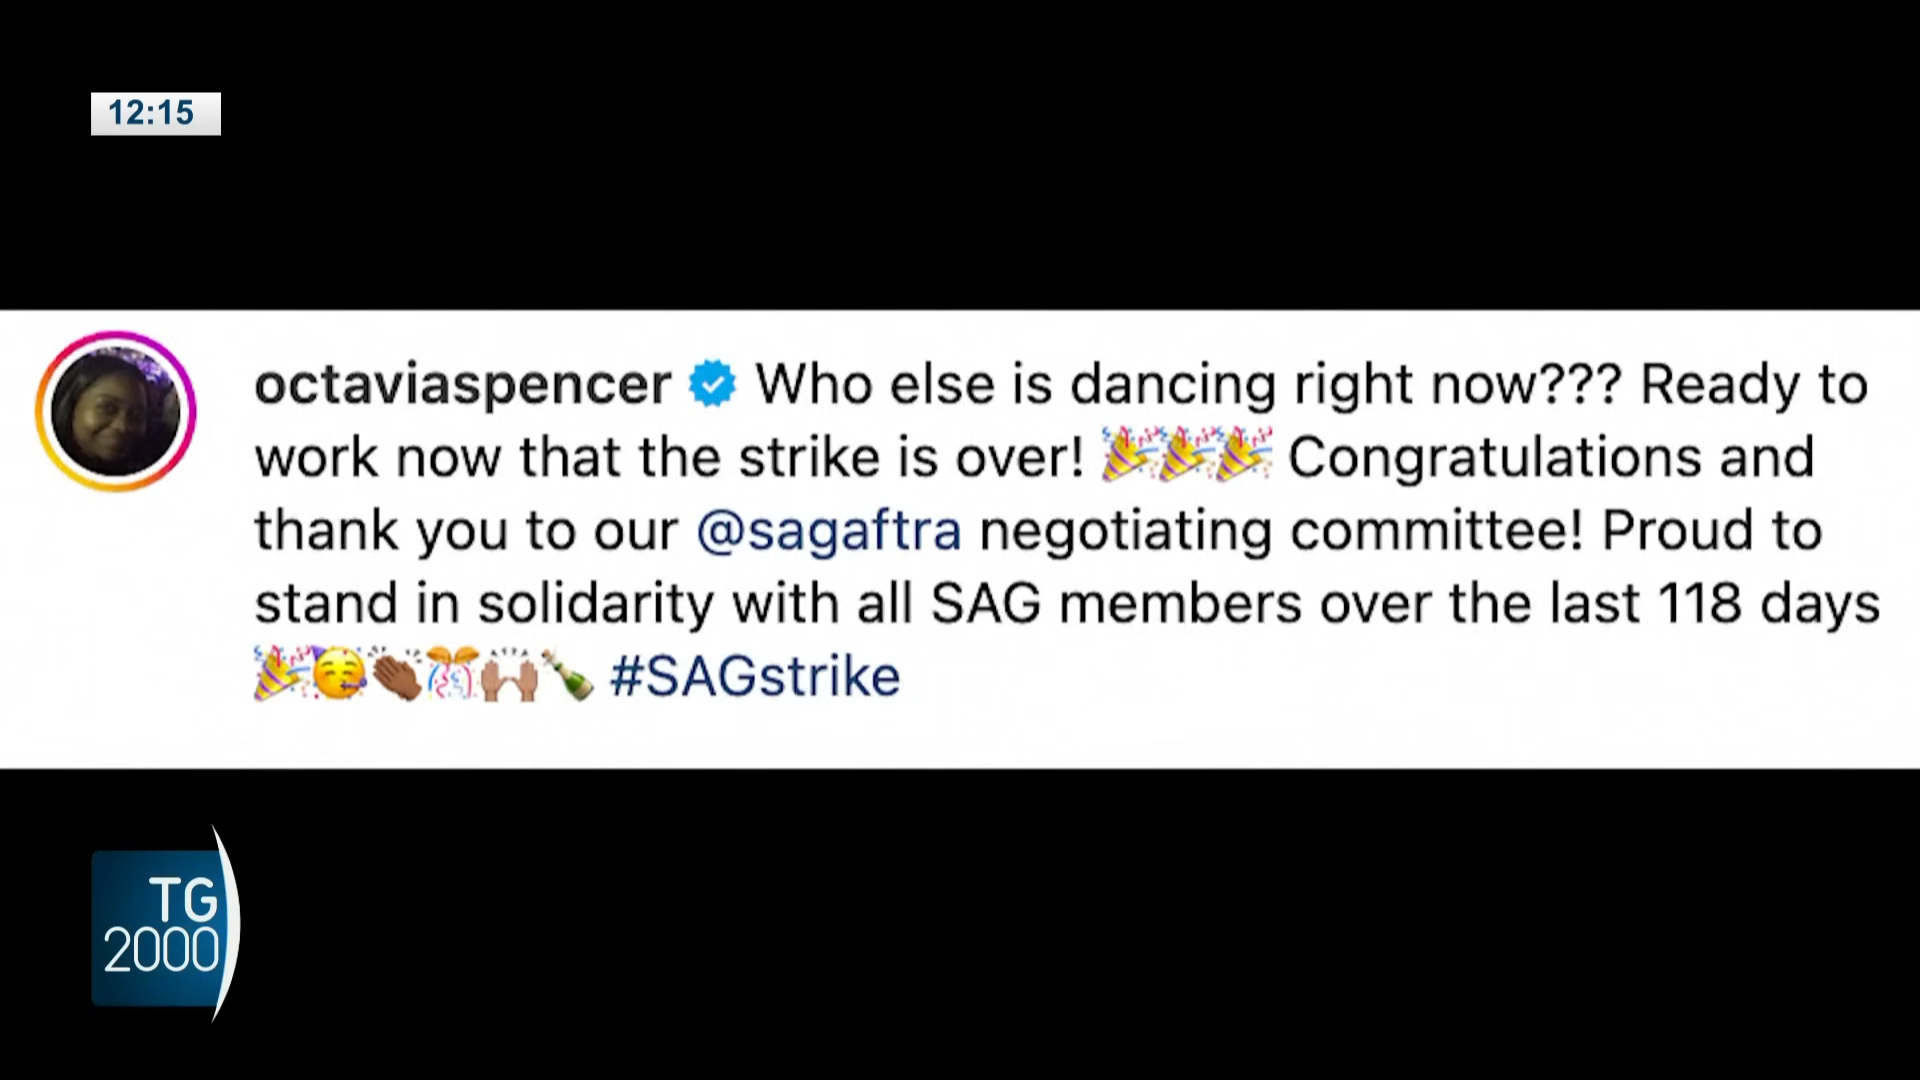 12:15
octaviaspencer Who else is dancing right now??? Ready to
work now that the strike is over! 🎉🎉🎉 Congratulations and
thank you to our @sagaftra negotiating committee! Proud to
stand in solidarity with all SAG members over the last 118 days
🎉🥳👏🏾🎊🙌🏽🍾 #SAGstrike
TG
2000